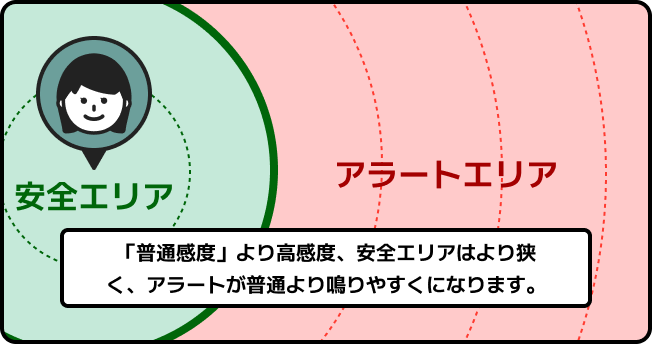 アラートエリア
安全エリア
「普通感度」より高感度、安全エリアはより狭
く、アラートが普通より鳴りやすくになります。